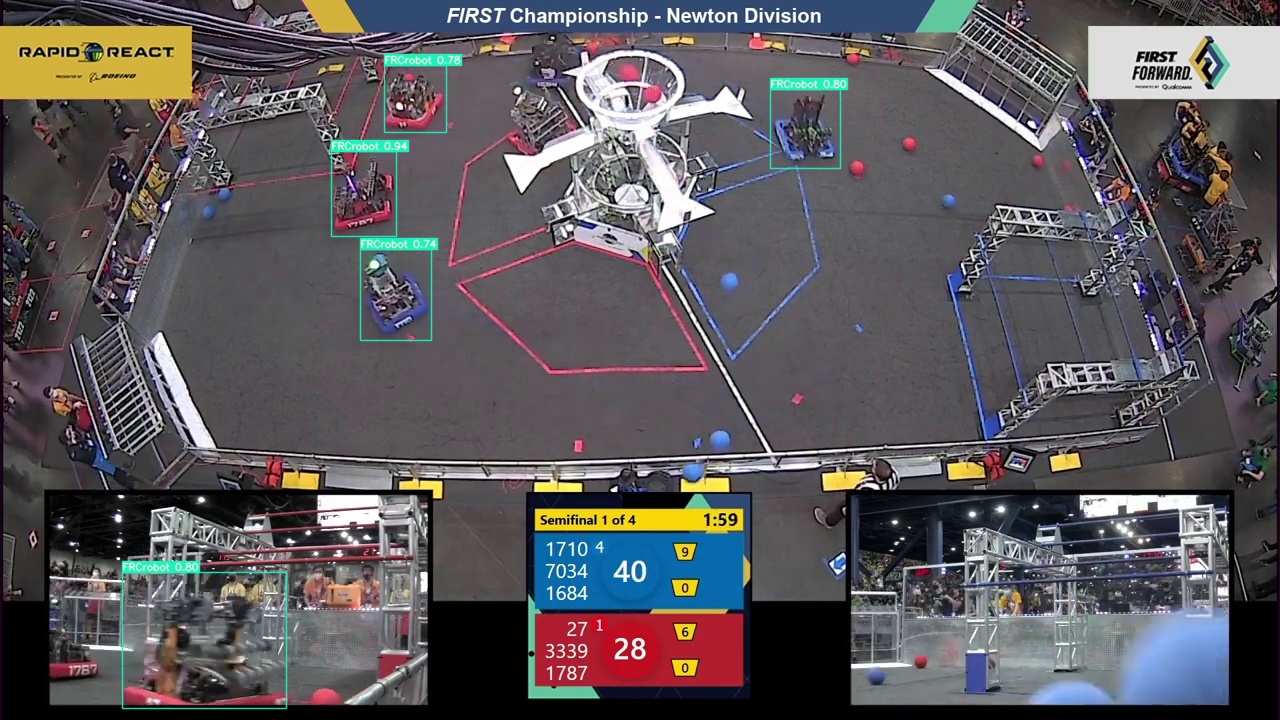 FIRST Championship - Newton Division
RAPID REACT
PRESENTED BY BOEING
FIRST
FORWARD
PRESENTED BY Qualcomm
FRCrobot 0.78
FRCrobot 0.80
FRCrobot 0.94
1787
FRCrobot 0.74
FRCrobot 0.80
1787
Semifinal 1 of 4 1:59
1710 4
7034
1684
40
9
0
27 1
3339
1787
28
6
0